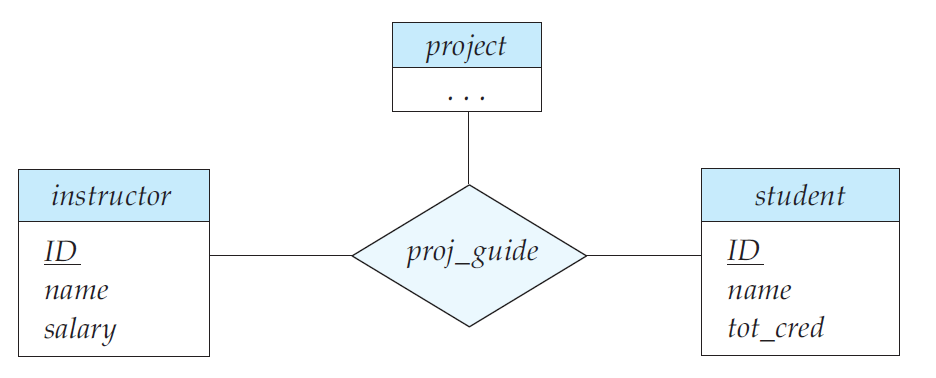 project
. . .
instructor
ID
name
salary
proj_guide
student
ID
name
tot_cred